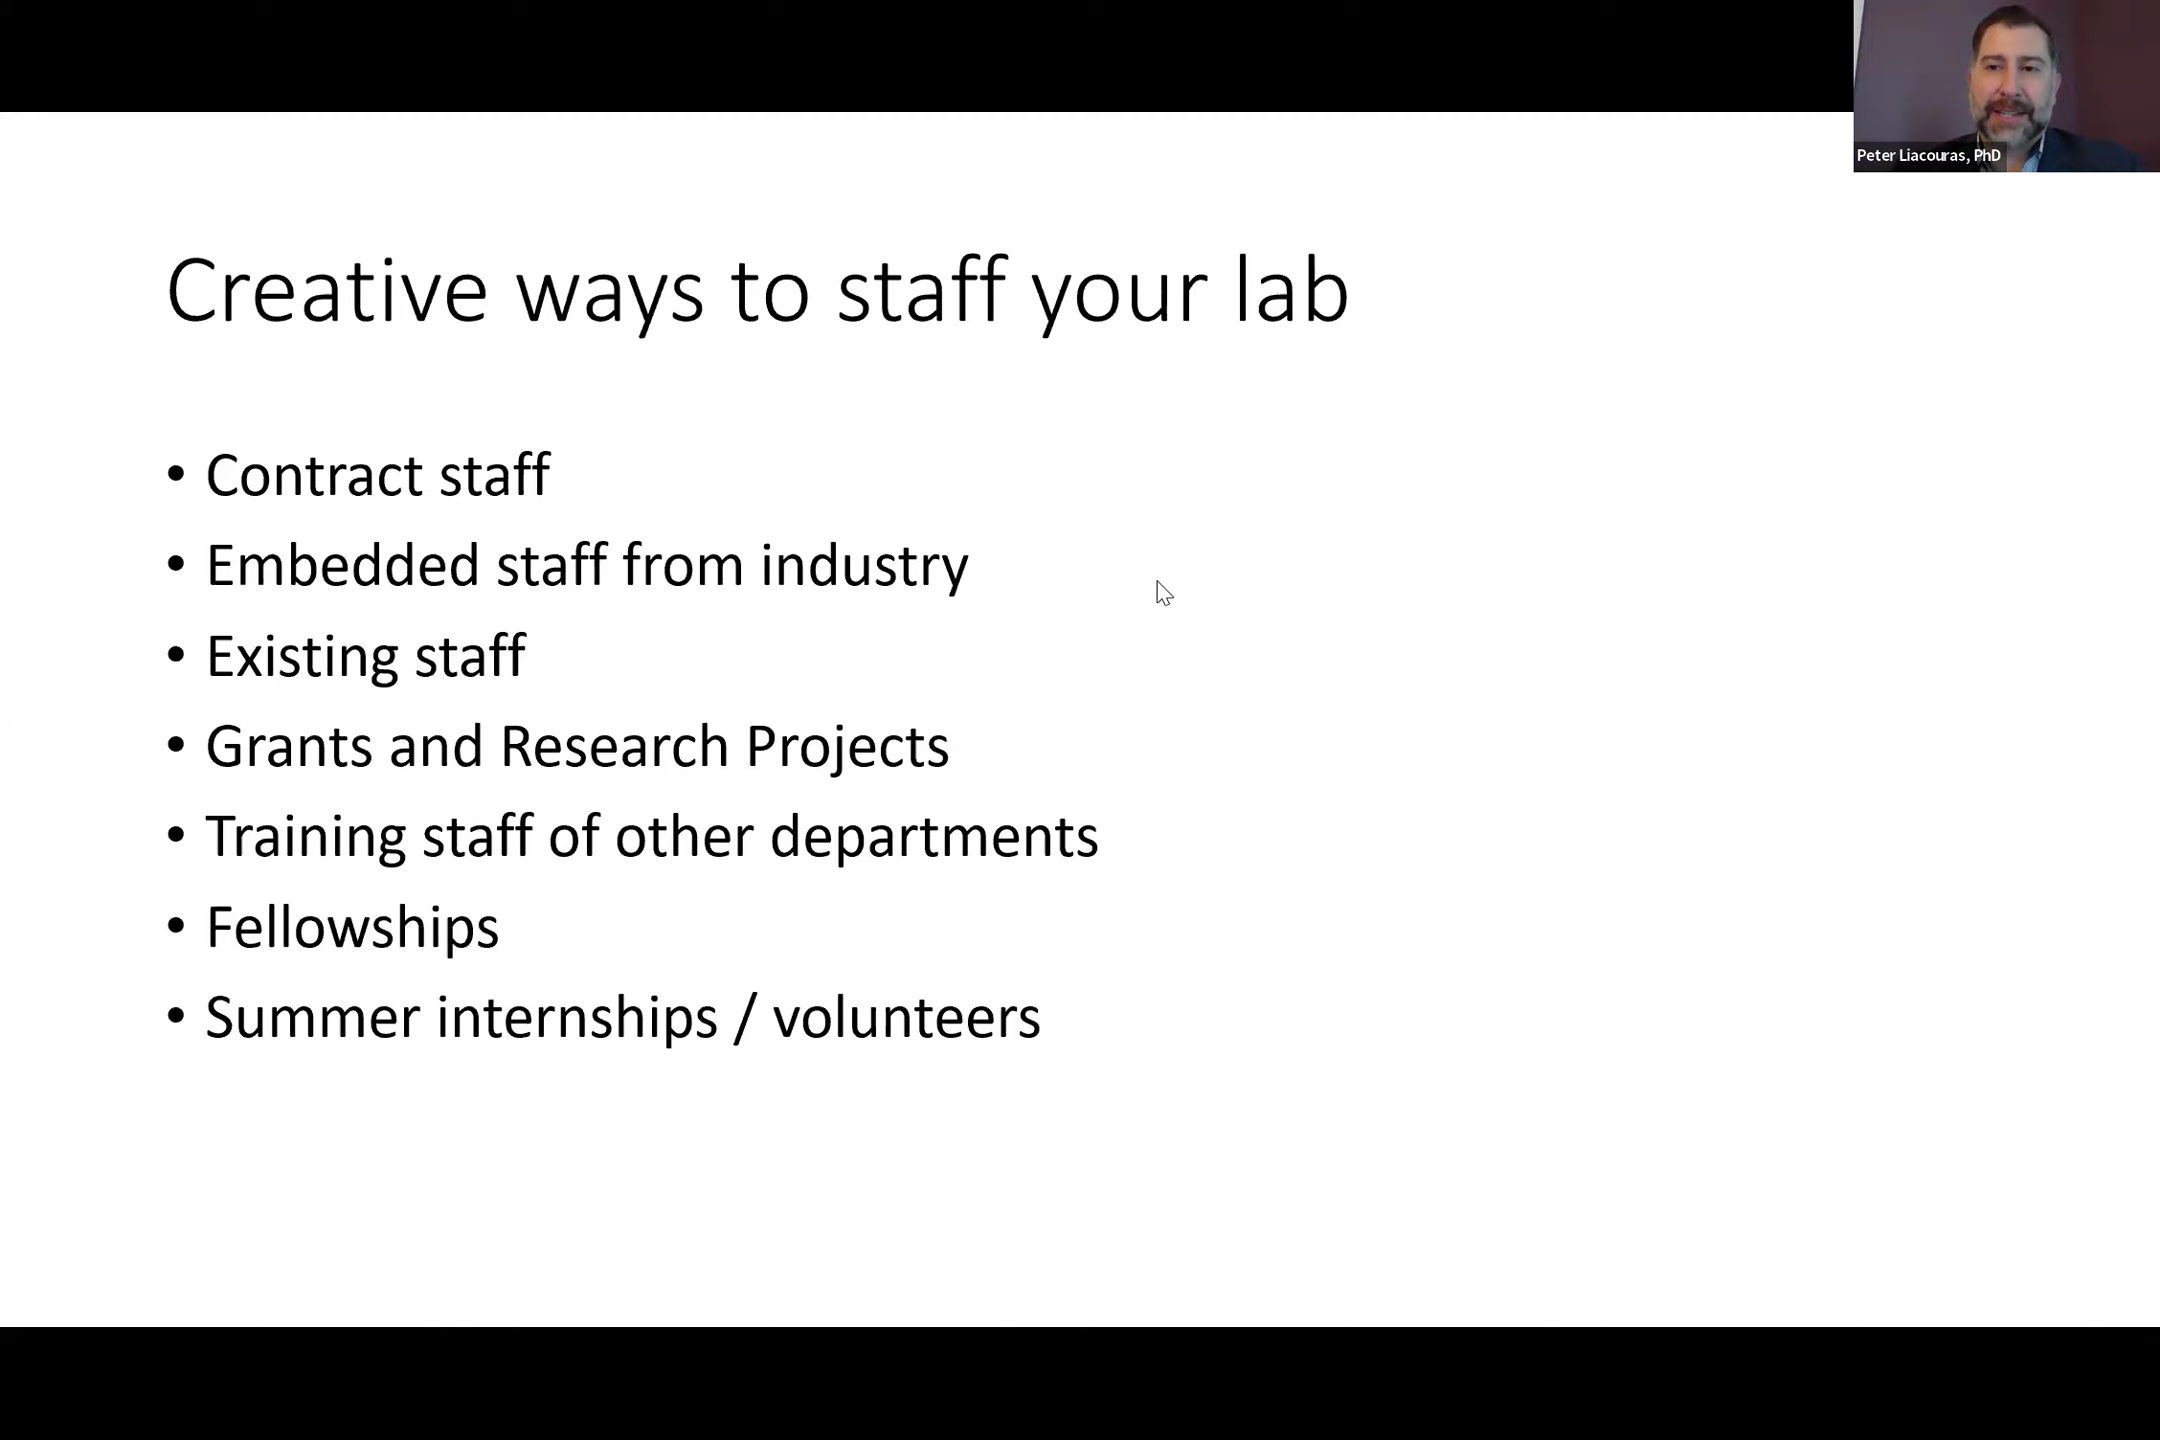 Peter Liacouras, PhD
Creative ways to staff your lab
• Contract staff
• Embedded staff from industry
• Existing staff
• Grants and Research Projects
• Training staff of other departments
• Fellowships
• Summer internships / volunteers